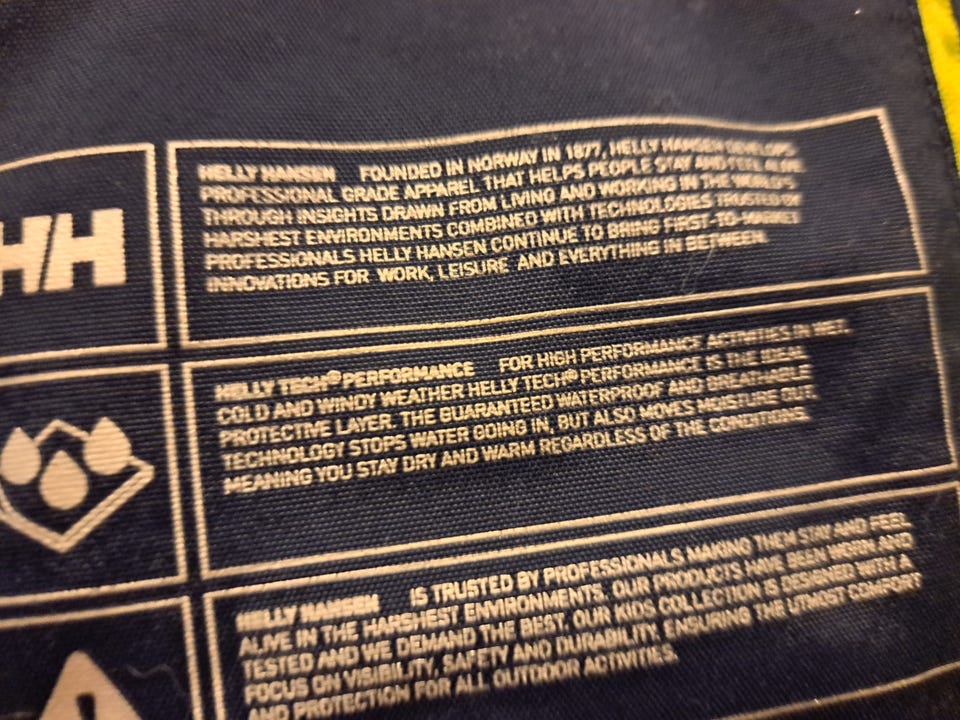 HH
HELLY HANSEN FOUNDED IN NORWAY IN 1877, HELLY HANSEN DEVELOPS
PROFESSIONAL GRADE APPAREL THAT HELPS PEOPLE STAY AND FEEL ALIVE
THROUGH INSIGHTS DRAWN FROM LIVING AND WORKING IN THE WORLD'S
HARSHEST ENVIRONMENTS COMBINED WITH TECHNOLOGIES TRUSTED BY
PROFESSIONALS HELLY HANSEN CONTINUE TO BRING FIRST-TO-MARKET
INNOVATIONS FOR WORK, LEISURE AND EVERYTHING IN BETWEEN.
HELLY TECH® PERFORMANCE FOR HIGH PERFORMANCE ACTIVITIES IN WET,
COLD AND WINDY WEATHER HELLY TECH® PERFORMANCE IS THE IDEAL
PROTECTIVE LAYER. THE GUARANTEED WATERPROOF AND BREATHABLE
TECHNOLOGY STOPS WATER GOING IN, BUT ALSO MOVES MOISTURE OUT,
MEANING YOU STAY DRY AND WARM REGARDLESS OF THE CONDITIONS.
HELLY HANSEN IS TRUSTED BY PROFESSIONALS MAKING THEM STAY AND FEEL
ALIVE IN THE HARSHEST ENVIRONMENTS. OUR PRODUCTS HAVE BEEN WORN AND
TESTED AND WE DEMAND THE BEST. OUR KIDS COLLECTION IS DESIGNED WITH A
FOCUS ON VISIBILITY, SAFETY AND DURABILITY, ENSURING THE UTMOST COMFORT
AND PROTECTION FOR ALL OUTDOOR ACTIVITIES.